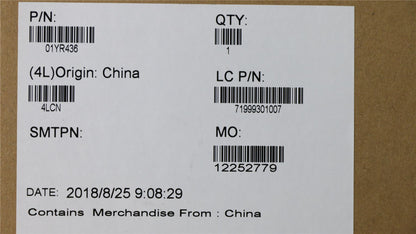 P/N:
01YR436
QTY:
1
(4L)Origin: China
4LCN
LC P/N:
71999301007
SMTPN:
MO:
12252779
DATE: 2018/8/25 9:08:29
Contains Merchandise From : China